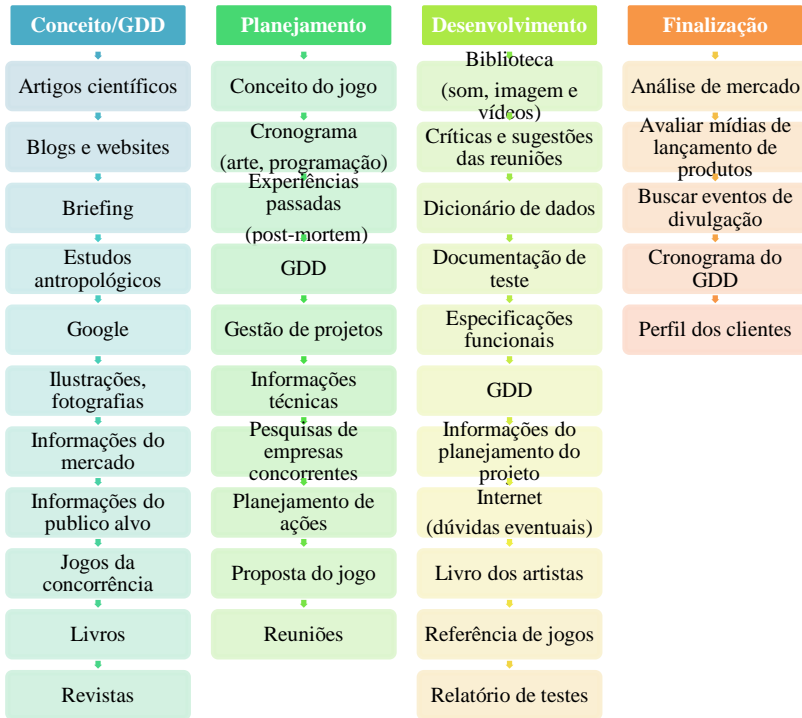 Conceito/GDD
Artigos científicos
Blogs e websites
Briefing
Estudos
antropológicos
Google
Ilustrações,
fotografias
Informações do
mercado
Informações do
publico alvo
Jogos da
concorrência
Livros
Revistas
Planejamento
Conceito do jogo
Cronograma
(arte, programação)
Experiências
passadas
(post-mortem)
GDD
Gestão de projetos
Informações
técnicas
Pesquisas de
empresas
concorrentes
Planejamento de
ações
Proposta do jogo
Reuniões
Desenvolvimento
Biblioteca
(som, imagem e
vídeos)
Críticas e sugestões
das reuniões
Dicionário de dados
Documentação de
teste
Especificações
funcionais
GDD
Informações do
planejamento do
projeto
Internet
(dúvidas eventuais)
Livro dos artistas
Referência de jogos
Relatório de testes
Finalização
Análise de mercado
Avaliar mídias de
lançamento de
produtos
Buscar eventos de
divulgação
Cronograma do
GDD
Perfil dos clientes